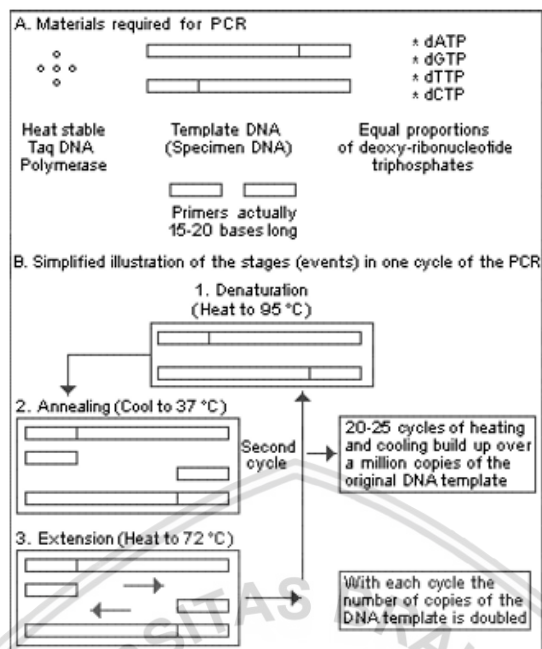 A. Materials required for PCR
* dATP
* dGTP
* dTTP
* dCTP
Heat stable
Taq DNA
Polymerase
Template DNA
(Specimen DNA)
Equal proportions
of deoxy-ribonucleotide
triphosphates
Primers actually
15-20 bases long
B. Simplified illustration of the stages (events) in one cycle of the PCR
1. Denaturation
(Heat to 95 °C)
2. Annealing (Cool to 37 °C)
Second
cycle
20-25 cycles of heating
and cooling build up over
a million copies of the
original DNA template
3. Extension (Heat to 72 °C)
With each cycle the
number of copies of the
DNA template is doubled
SITAS BRA